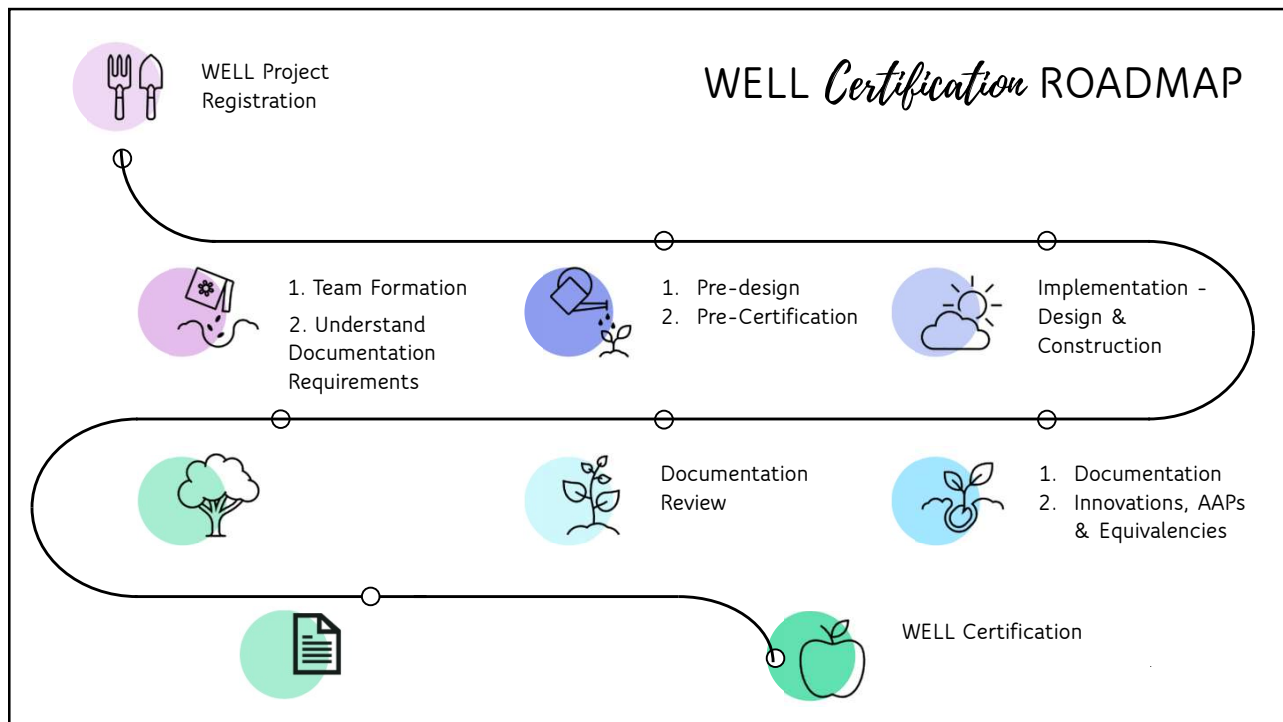 WELL Certification ROADMAP
WELL Project
Registration
1. Team Formation
2. Understand
Documentation
Requirements
1. Pre-design
2. Pre-Certification
Implementation -
Design &
Construction
1. Documentation
2. Innovations, AAPs
& Equivalencies
Documentation
Review
WELL Certification